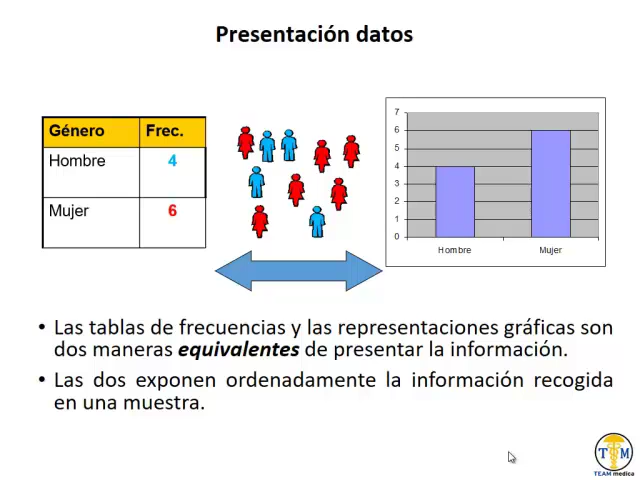 Presentación datos
Género Frec.
Hombre 4
Mujer 6
7
6
5
4
3
2
1
0
Hombre Mujer
• Las tablas de frecuencias y las representaciones gráficas son
dos maneras equivalentes de presentar la información.
• Las dos exponen ordenadamente la información recogida
en una muestra.
T M
TEAM medica